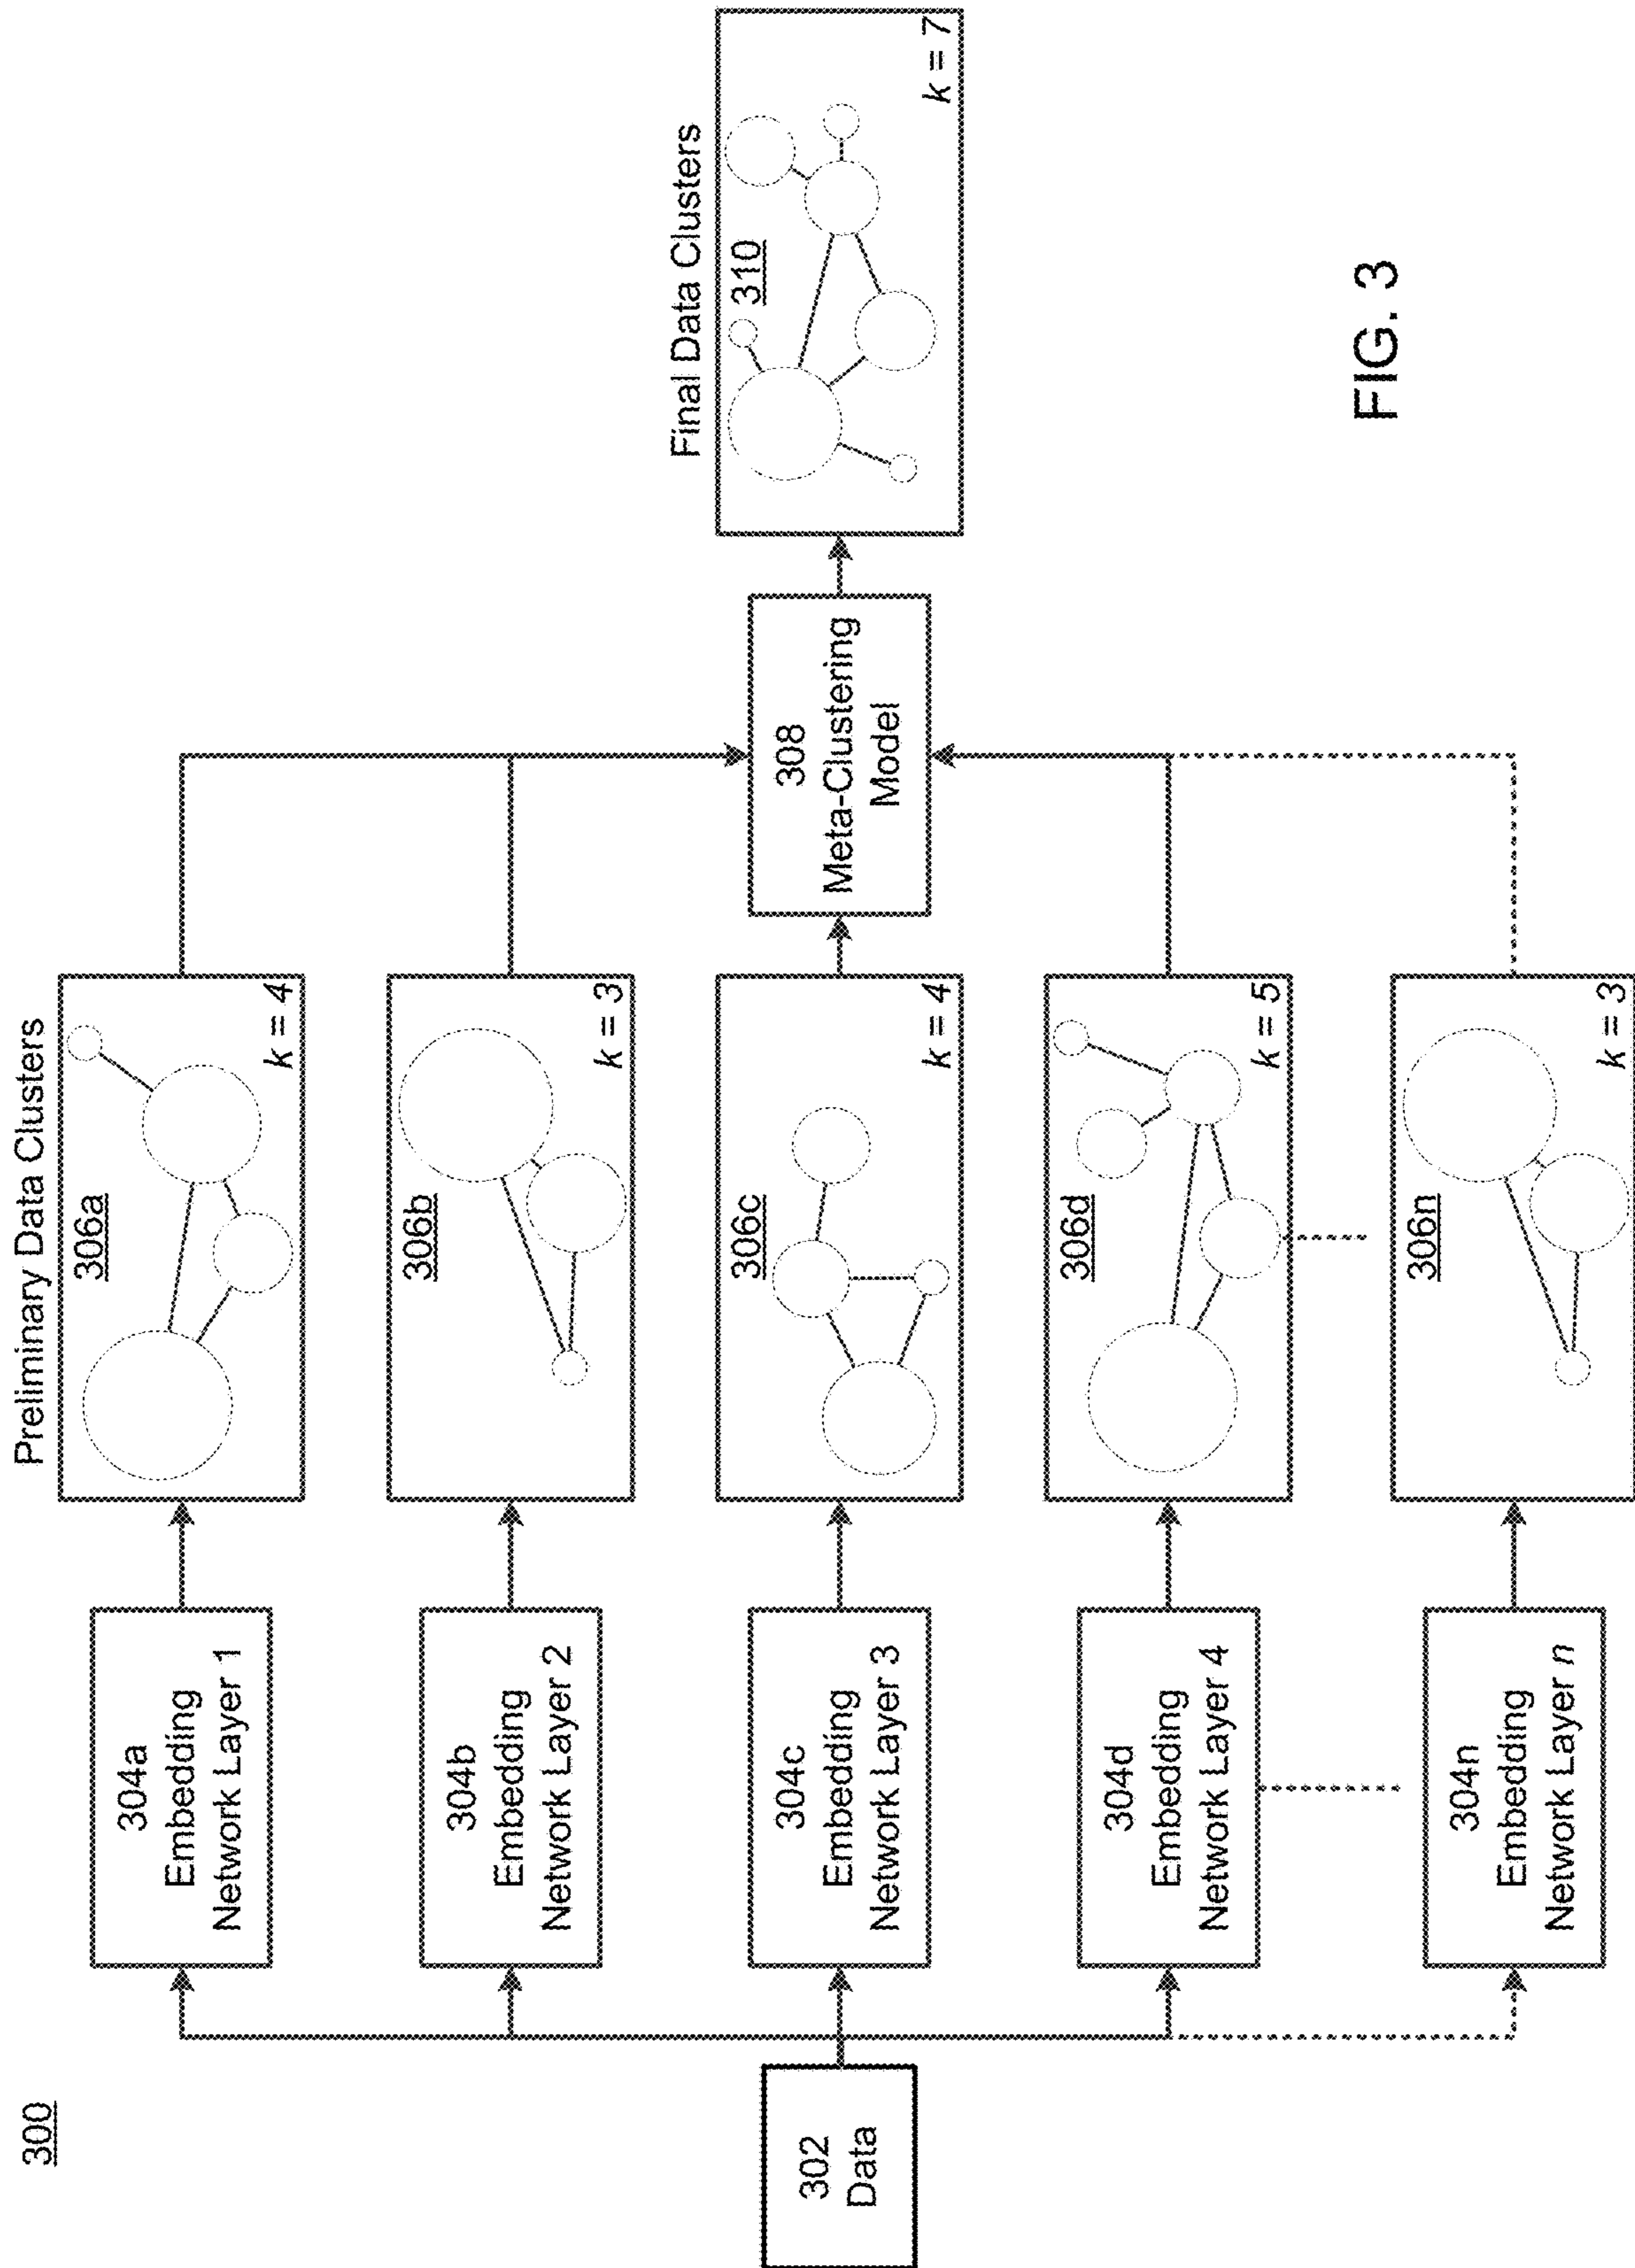 300
302
Data
304a
Embedding
Network Layer 1
304b
Embedding
Network Layer 2
304c
Embedding
Network Layer 3
304d
Embedding
Network Layer 4
304n
Embedding
Network Layer n
Preliminary Data Clusters
306a
k = 4
306b
k = 3
306c
k = 4
306d
k = 5
306n
k = 3
308
Meta-Clustering
Model
Final Data Clusters
310
k = 7
FIG. 3